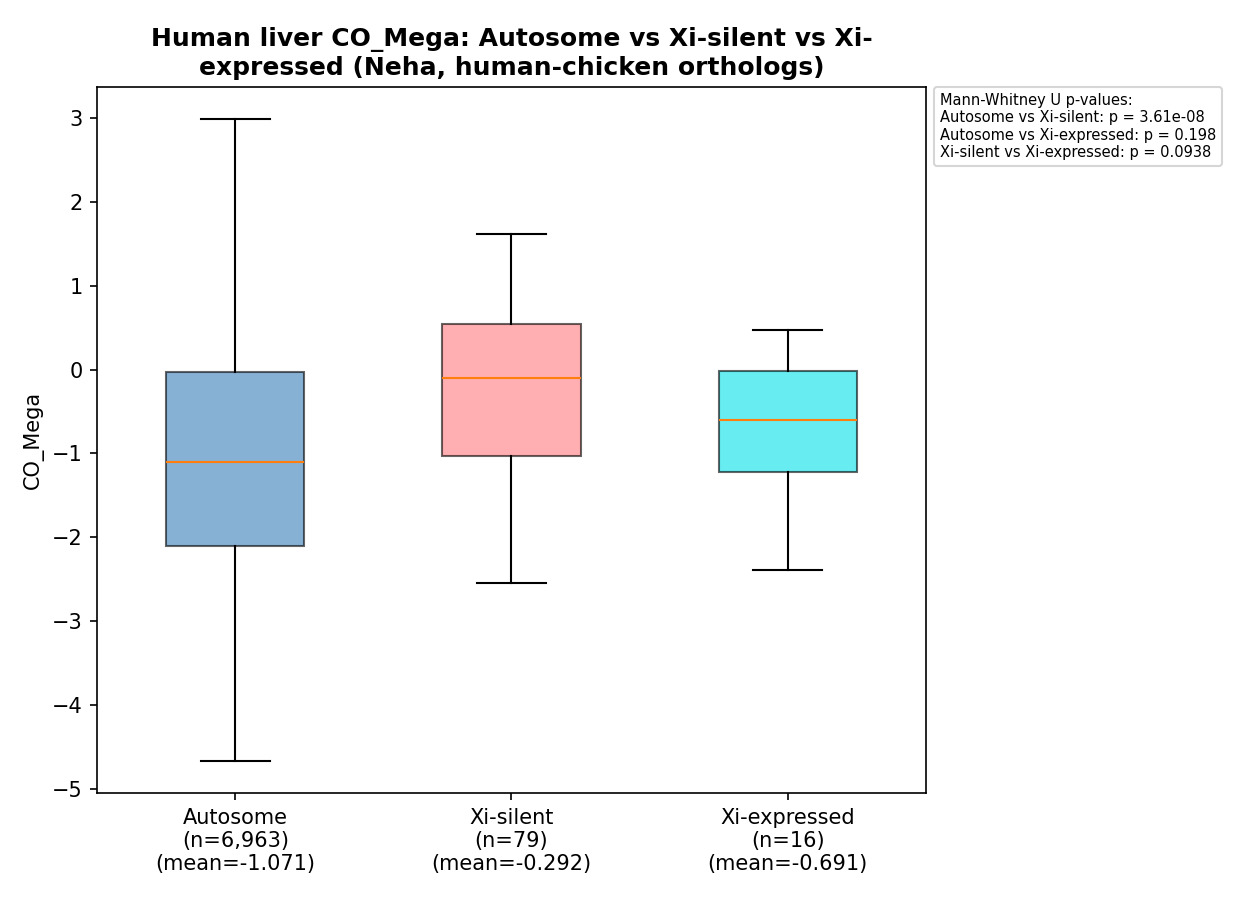 Human liver CO_Mega: Autosome vs Xi-silent vs Xi-
expressed (Neha, human-chicken orthologs)
Mann-Whitney U p-values:
Autosome vs Xi-silent: p = 3.61e-08
Autosome vs Xi-expressed: p = 0.198
Xi-silent vs Xi-expressed: p = 0.0938
CO_Mega
3
2
1
0
−1
−2
−3
−4
−5
Autosome
(n=6,963)
(mean=-1.071)
Xi-silent
(n=79)
(mean=-0.292)
Xi-expressed
(n=16)
(mean=-0.691)